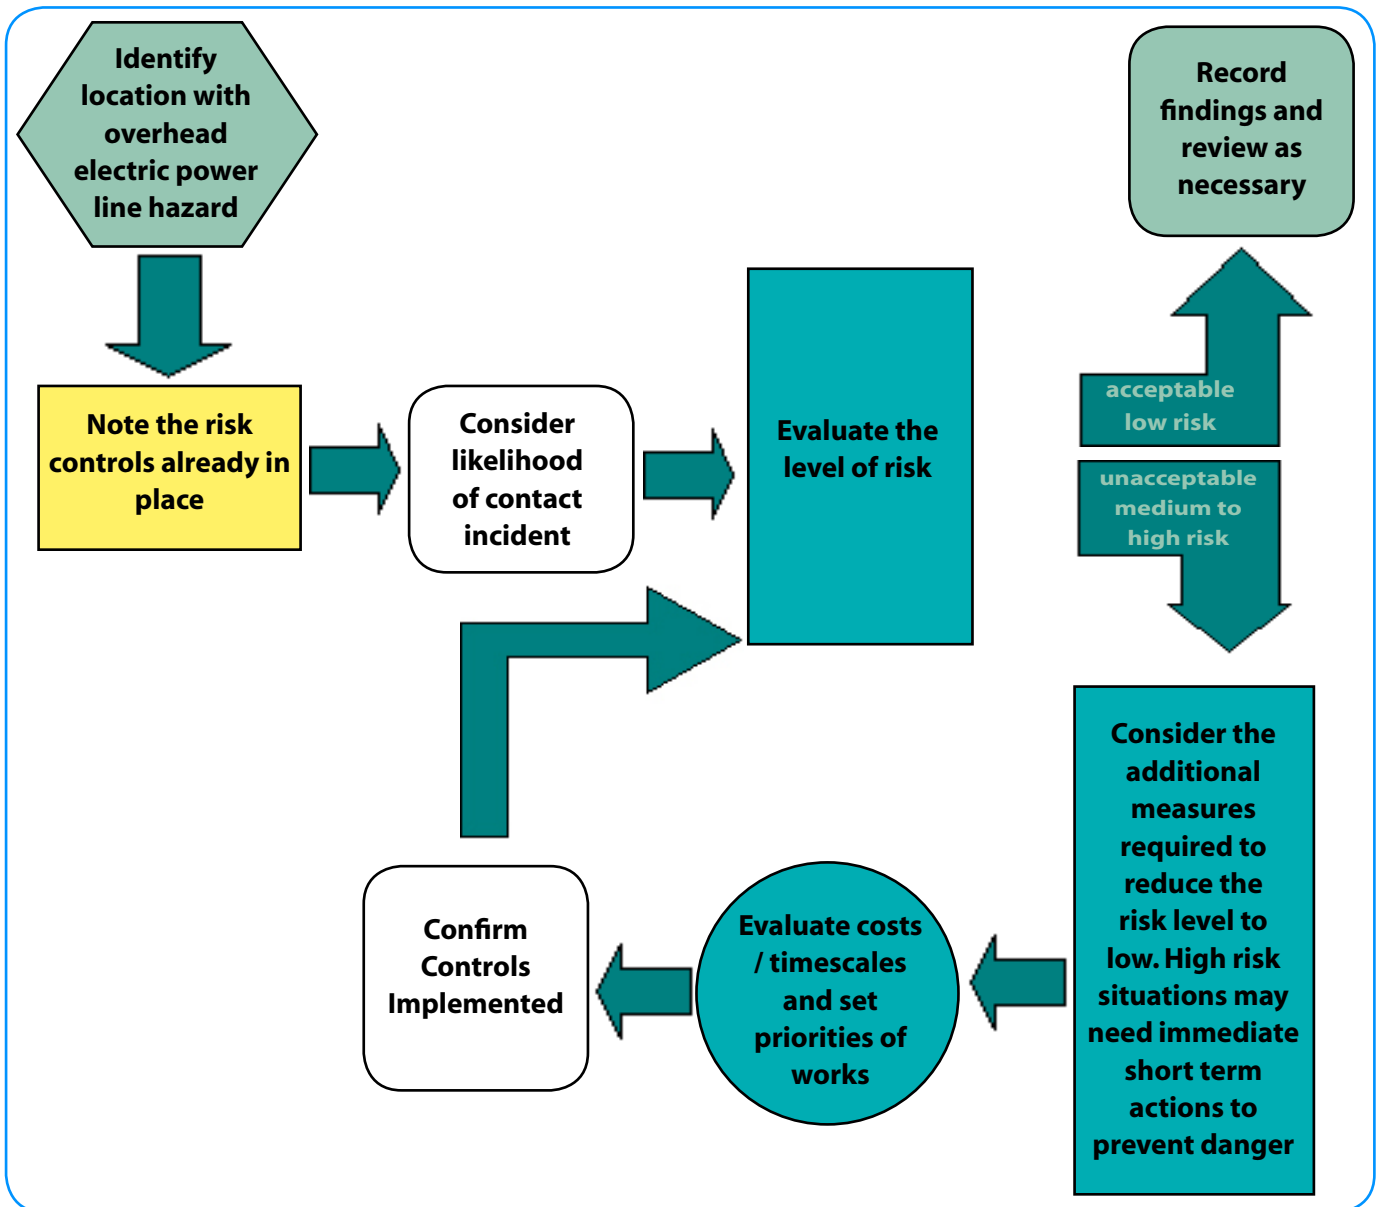 Identify
location with
overhead
electric power
line hazard
Note the risk
controls already in
place
Consider
likelihood
of contact
incident
Evaluate the
level of risk
acceptable
low risk
Record
findings and
review as
necessary
unacceptable
medium to
high risk
Consider the
additional
measures
required to
reduce the
risk level to
low. High risk
situations may
need immediate
short term
actions to
prevent danger
Evaluate costs
/ timescales
and set
priorities of
works
Confirm
Controls
Implemented